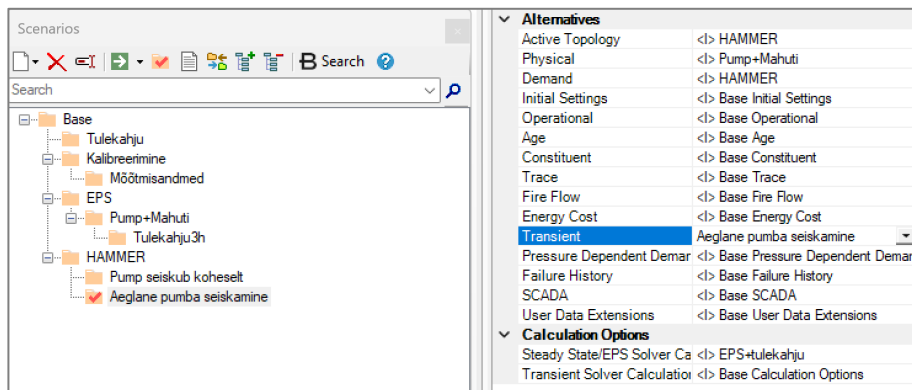 Scenarios
Search
Search
Base
Tulekahju
Kalibreerimine
Mõõtmisandmed
EPS
Pump+Mahuti
Tulekahju3h
HAMMER
Pump seiskub koheselt
Aeglane pumba seiskamine
Alternatives
Active Topology <I> HAMMER
Physical <I> Pump+Mahuti
Demand <I> HAMMER
Initial Settings <I> Base Initial Settings
Operational <I> Base Operational
Age <I> Base Age
Constituent <I> Base Constituent
Trace <I> Base Trace
Fire Flow <I> Base Fire Flow
Energy Cost <I> Base Energy Cost
Transient Aeglane pumba seiskamine
Pressure Dependent Demar <I> Base Pressure Dependent Demar
Failure History <I> Base Failure History
SCADA <I> Base SCADA
User Data Extensions <I> Base User Data Extensions
Calculation Options
Steady State/EPS Solver Ca <I> EPS+tulekahju
Transient Solver Calculation <I> Base Calculation Options